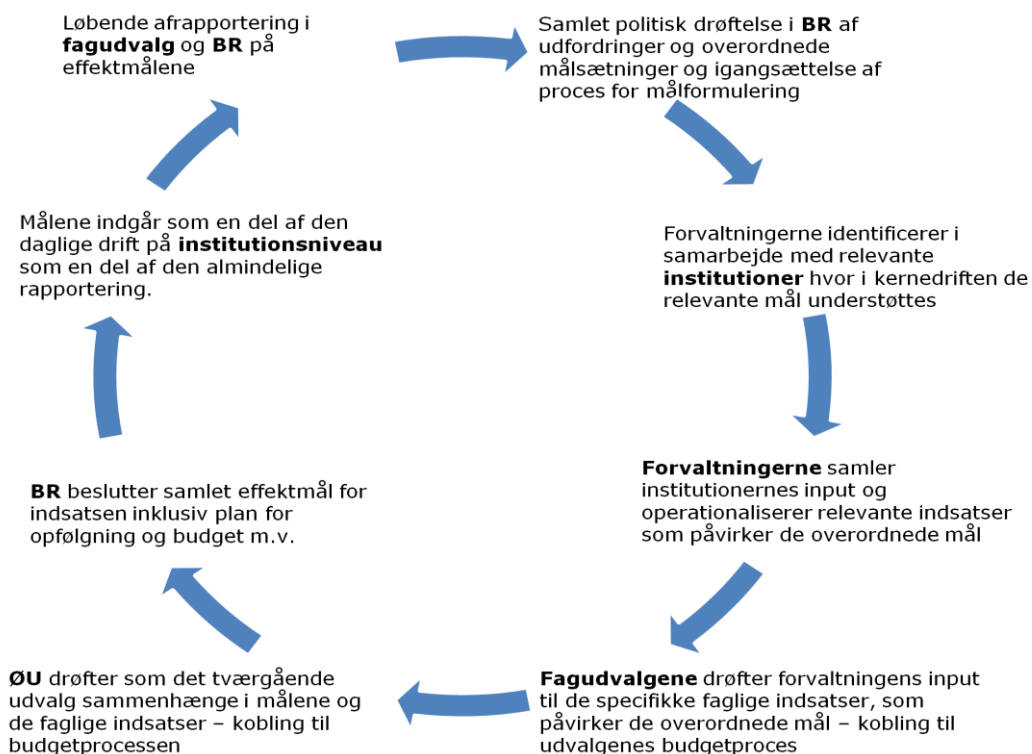 Løbende afrapportering i
fagudvalg og BR på
effektmålene
Samlet politisk drøftelse i BR af
udfordringer og overordnede
målsætninger og igangsættelse af
proces for målformulering
Forvaltningerne identificerer i
samarbejde med relevante
institutioner hvor i kernedriften de
relevante mål understøttes
Forvaltningerne samler
institutionernes input og
operationaliserer relevante indsatser
som påvirker de overordnede mål
Fagudvalgene drøfter forvaltningens input
til de specifikke faglige indsatser, som
påvirker de overordnede mål – kobling til
udvalgenes budgetproces
ØU drøfter som det tværgående
udvalg sammenhænge i målene og
de faglige indsatser – kobling til
budgetprocessen
BR beslutter samlet effektmål for
indsatsen inklusiv plan for
opfølgning og budget m.v.
Målene indgår som en del af den
daglige drift på institutionsniveau
som en del af den almindelige
rapportering.